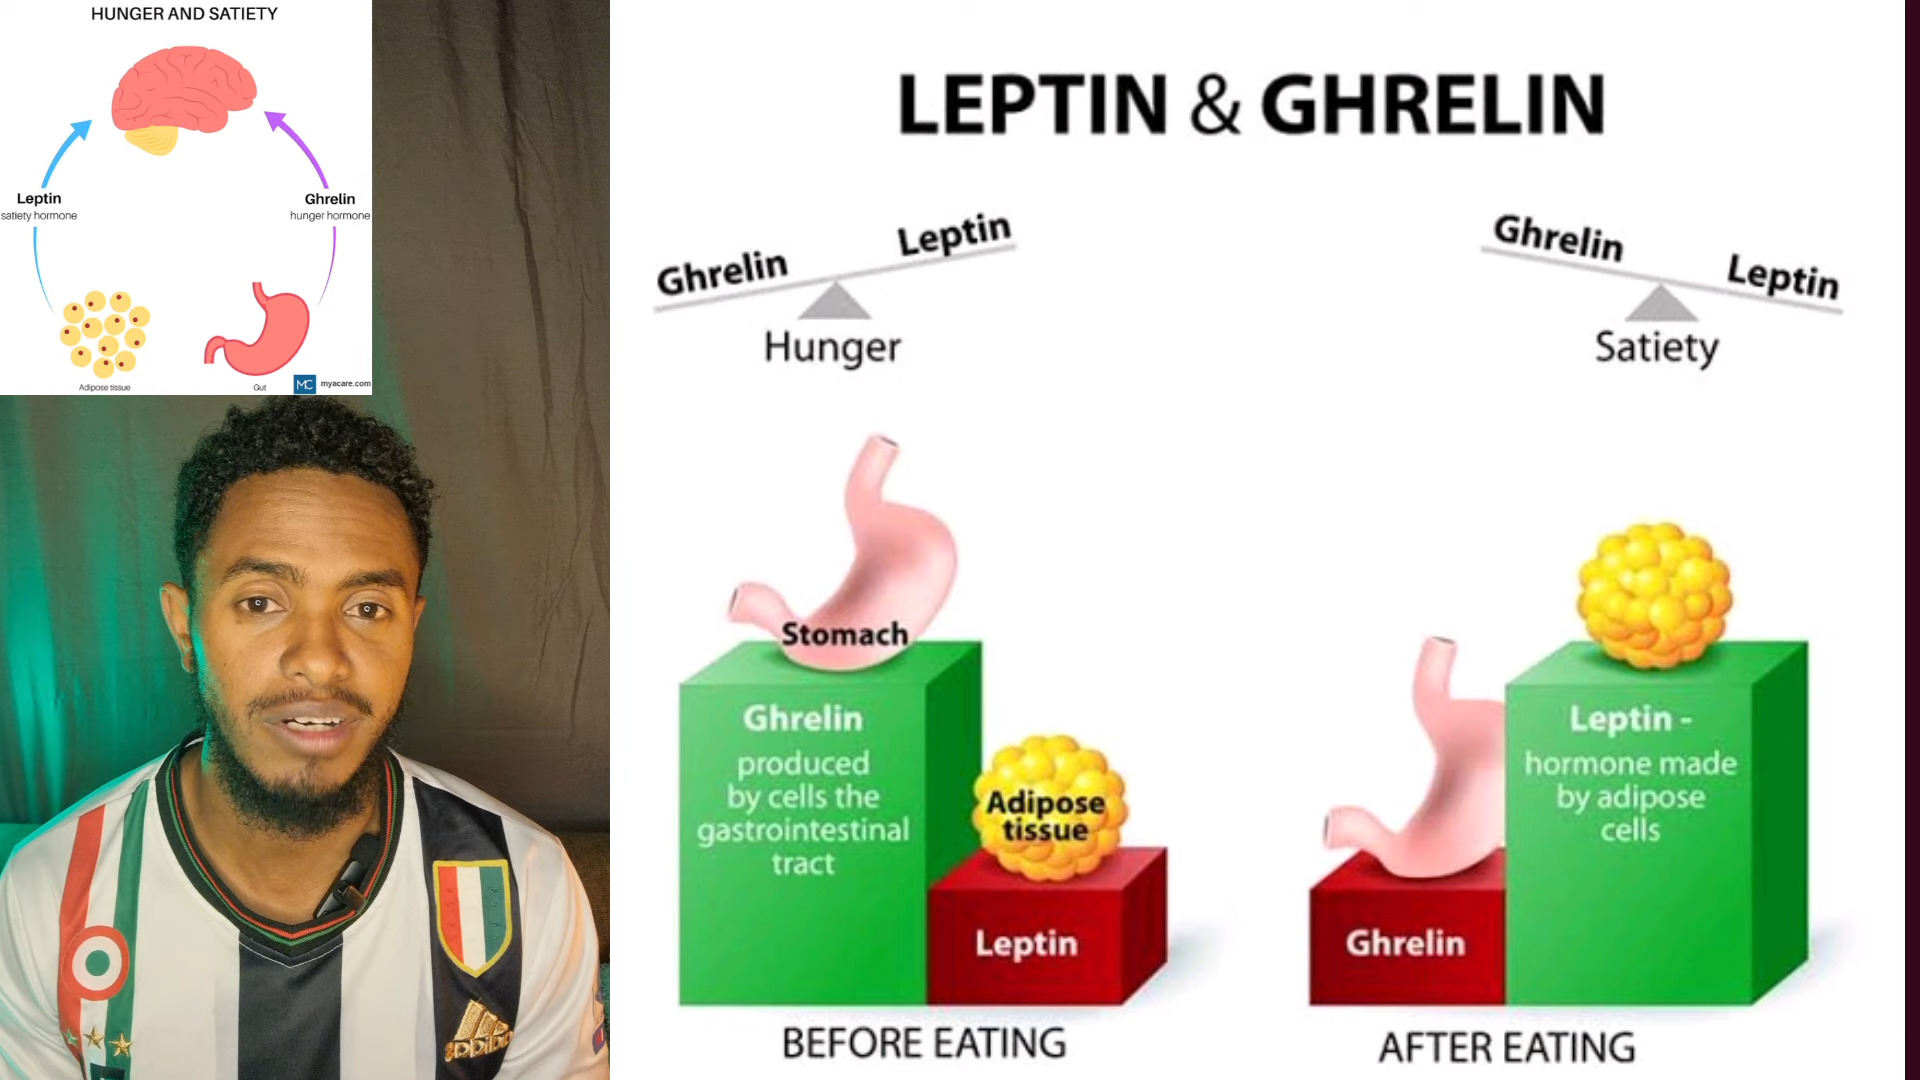 HUNGER AND SATIETY
Leptin
satiety hormone
Ghrelin
hunger hormone
Adipose tissue
Gut
MC
myacare.com
LEPTIN & GHRELIN
Ghrelin
Leptin
Hunger
Ghrelin
Leptin
Satiety
Stomach
Ghrelin
produced
by cells the
gastrointestinal
tract
Adipose
tissue
Leptin
BEFORE EATING
Ghrelin
Leptin -
hormone made
by adipose
cells
AFTER EATING